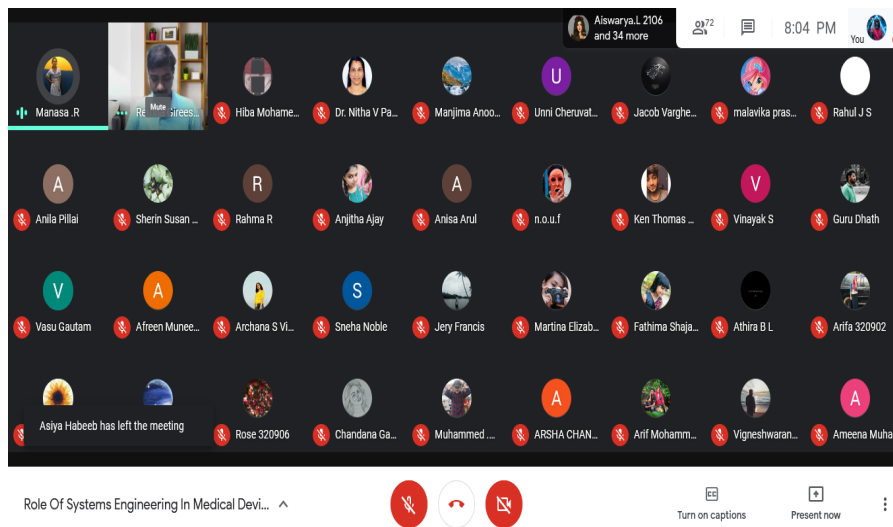 Aiswarya.L 2106
and 34 more
72
8:04 PM
You
Manasa .R
Mute
Hiba Mohame...
Dr. Nitha V Pa...
Manjima Anoo...
U
Unni Cheruvat...
Jacob Varghe...
malavika pras...
Rahul J S
A
Anila Pillai
Sherin Susan ...
R
Rahma R
Anjitha Ajay
A
Anisa Arul
n.o.u.f
Ken Thomas ...
V
Vinayak S
Guru Dhath
V
Vasu Gautam
A
Afreen Munee...
Archana S Vi...
S
Sneha Noble
Jery Francis
Martina Elizab...
Fathima Shaja...
Athira B L
Arifa 320902
Asiya Habeeb has left the meeting
Rose 320906
Chandana Ga...
Muhammed ....
A
ARSHA CHAN...
Arif Mohamm...
Vigneshwaran...
A
Ameena Muha
Role Of Systems Engineering In Medical Devi...
CC
Turn on captions
Present now